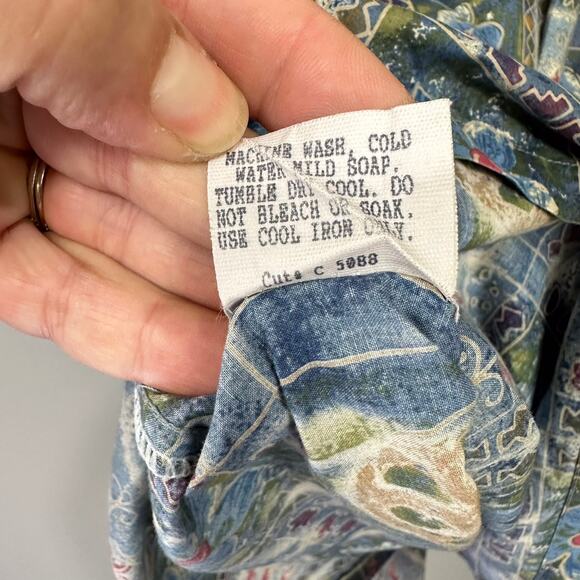 MACHINE WASH, COLD
WATER MILD SOAP.
TUMBLE DRY COOL. DO
NOT BLEACH OR SOAK.
USE COOL IRON ONLY.
Cut# C 5088